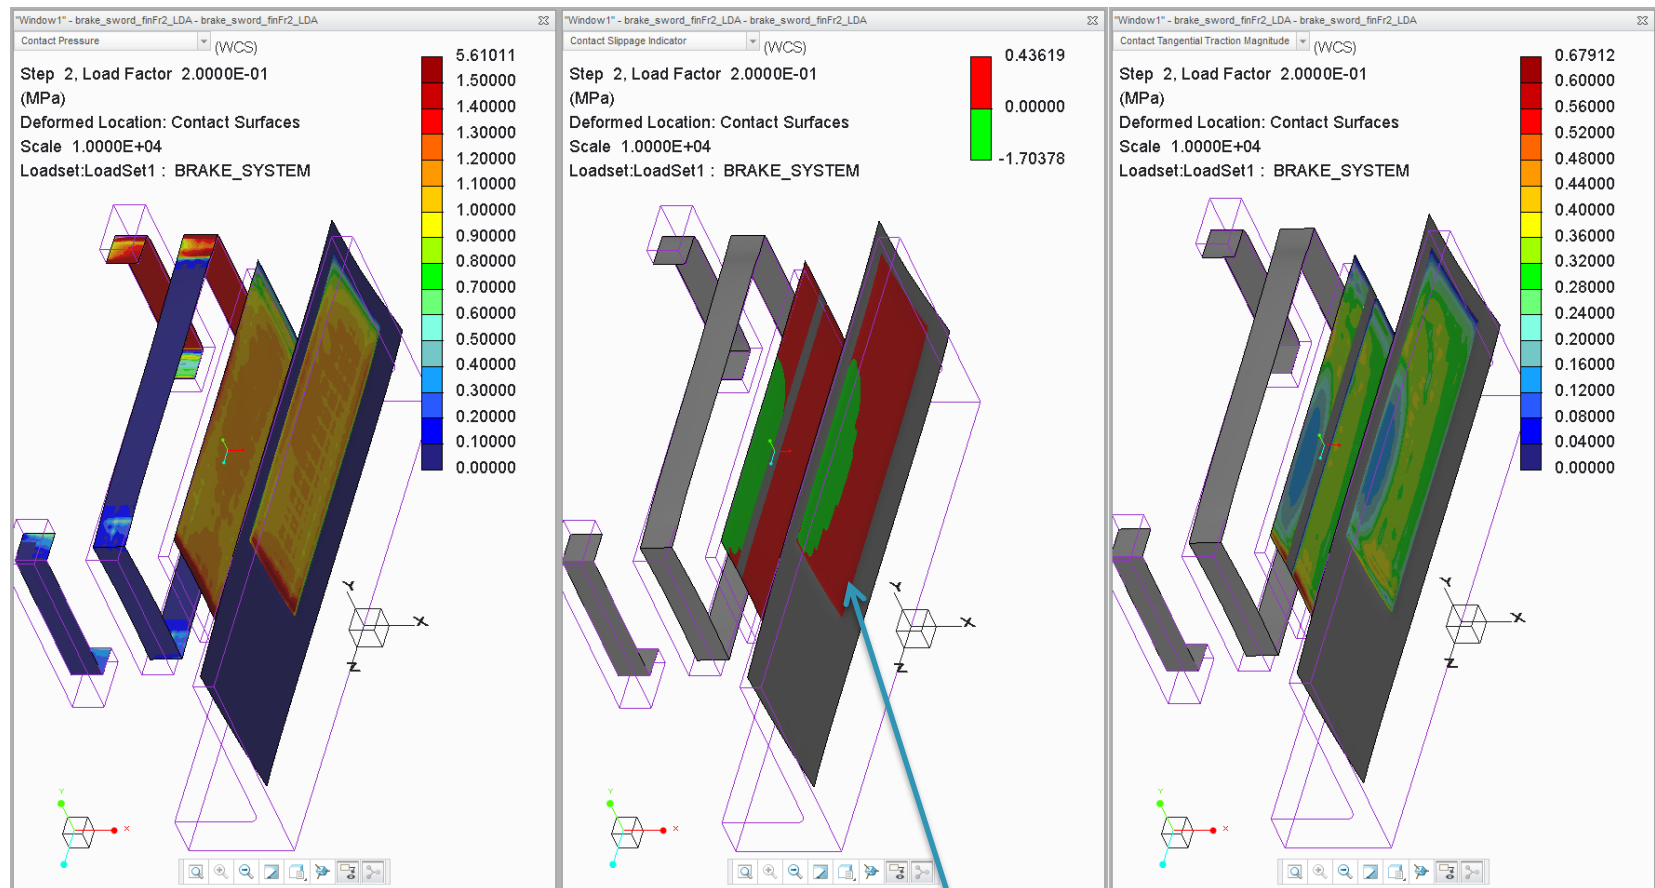 "Window1" - brake_sword_finFr2_LDA - brake_sword_finFr2_LDA
Contact Pressure
(WCS)
Step 2, Load Factor 2.0000E-01
(MPa)
Deformed Location: Contact Surfaces
Scale 1.0000E+04
Loadset:LoadSet1 : BRAKE_SYSTEM
5.61011
1.50000
1.40000
1.30000
1.20000
1.10000
1.00000
0.90000
0.80000
0.70000
0.60000
0.50000
0.40000
0.30000
0.20000
0.10000
0.00000
Y
X
Z
Y
X
"Window1" - brake_sword_finFr2_LDA - brake_sword_finFr2_LDA
Contact Slippage Indicator
(WCS)
Step 2, Load Factor 2.0000E-01
(MPa)
Deformed Location: Contact Surfaces
Scale 1.0000E+04
Loadset:LoadSet1 : BRAKE_SYSTEM
0.43619
0.00000
-1.70378
Y
X
Z
Y
X
"Window1" - brake_sword_finFr2_LDA - brake_sword_finFr2_LDA
Contact Tangential Traction Magnitude
(WCS)
Step 2, Load Factor 2.0000E-01
(MPa)
Deformed Location: Contact Surfaces
Scale 1.0000E+04
Loadset:LoadSet1 : BRAKE_SYSTEM
0.67912
0.60000
0.56000
0.52000
0.48000
0.44000
0.40000
0.36000
0.32000
0.28000
0.24000
0.20000
0.16000
0.12000
0.08000
0.04000
0.00000
Y
X
Z
Y
X